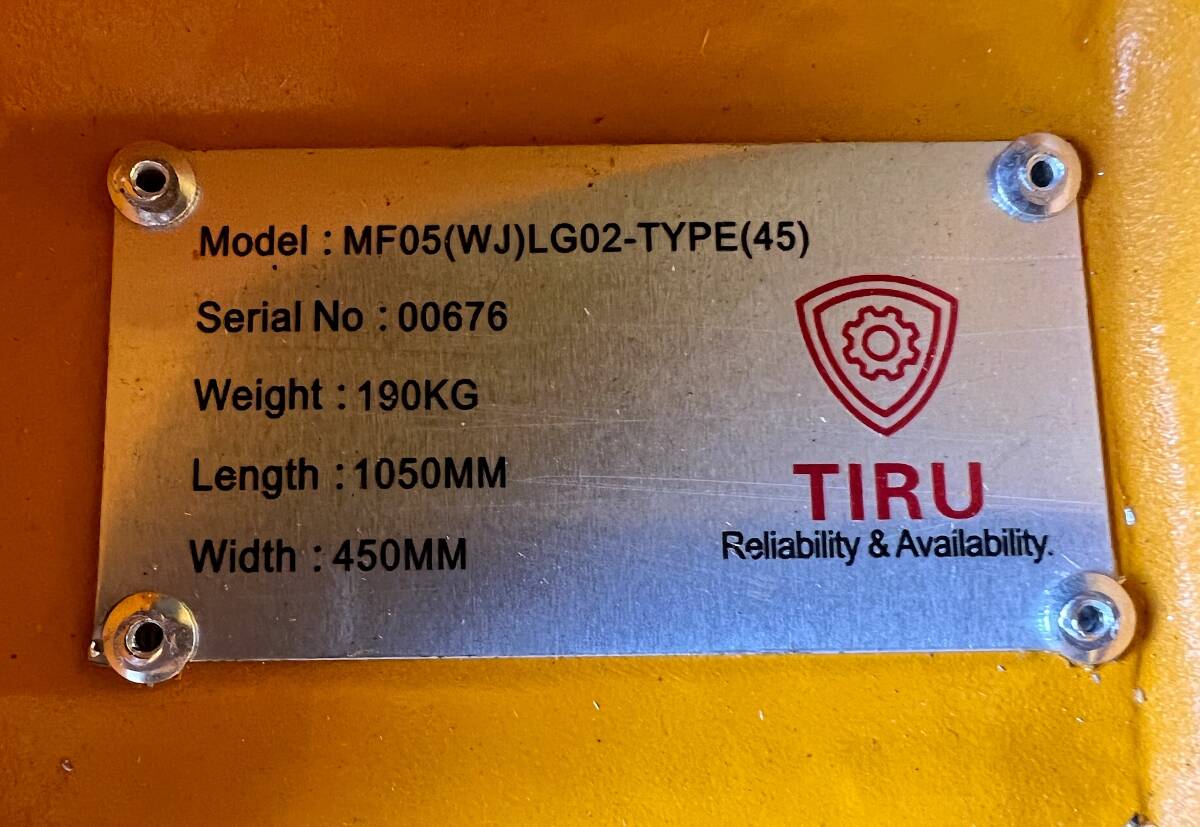 Model : MF05(WJ)LG02-TYPE(45)
Serial No : 00676
Weight : 190KG
Length : 1050MM
Width : 450MM
TIRU
Reliability & Availability.